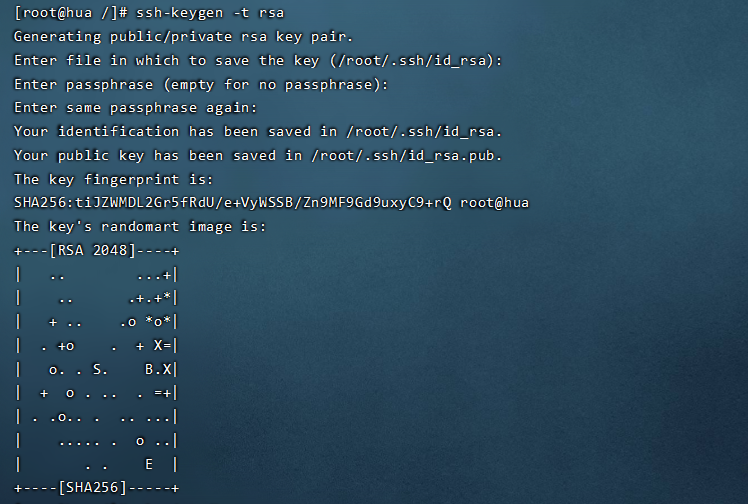 [root@hua /]# ssh-keygen -t rsa
Generating public/private rsa key pair.
Enter file in which to save the key (/root/.ssh/id_rsa):
Enter passphrase (empty for no passphrase):
Enter same passphrase again:
Your identification has been saved in /root/.ssh/id_rsa.
Your public key has been saved in /root/.ssh/id_rsa.pub.
The key fingerprint is:
SHA256:tiJZWMDL2Gr5fRdU/e+VyWSSB/Zn9MF9Gd9uxyC9+rQ root@hua
The key's randomart image is:
+---[RSA 2048]----+
|   ..        ...+|
|    ..      .+.+*|
|   + ..    .o *o*|
|  . +o    .  + X=|
|   o. . S.    B.X|
|  +  o . ..  . =+|
| . .o.. .  .. ...|
|    ..... .  o ..|
|       . .    E  |
+----[SHA256]-----+